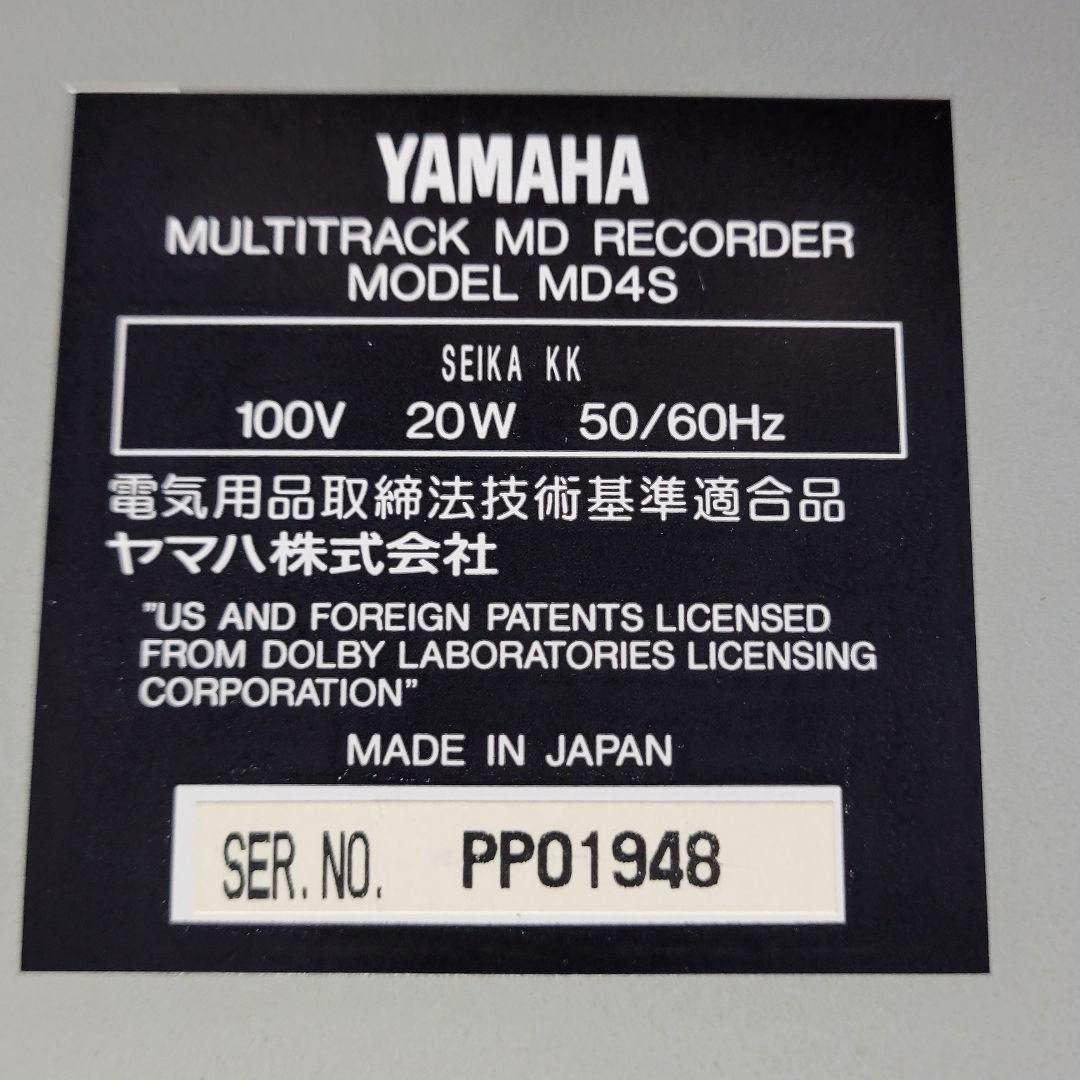 YAMAHA
MULTITRACK MD RECORDER
MODEL MD4S
SEIKA KK
100V 20W 50/60Hz
電気用品取締法技術基準適合品
ヤマハ株式会社
"US AND FOREIGN PATENTS LICENSED
FROM DOLBY LABORATORIES LICENSING
CORPORATION"
MADE IN JAPAN
SER. NO. PP01948